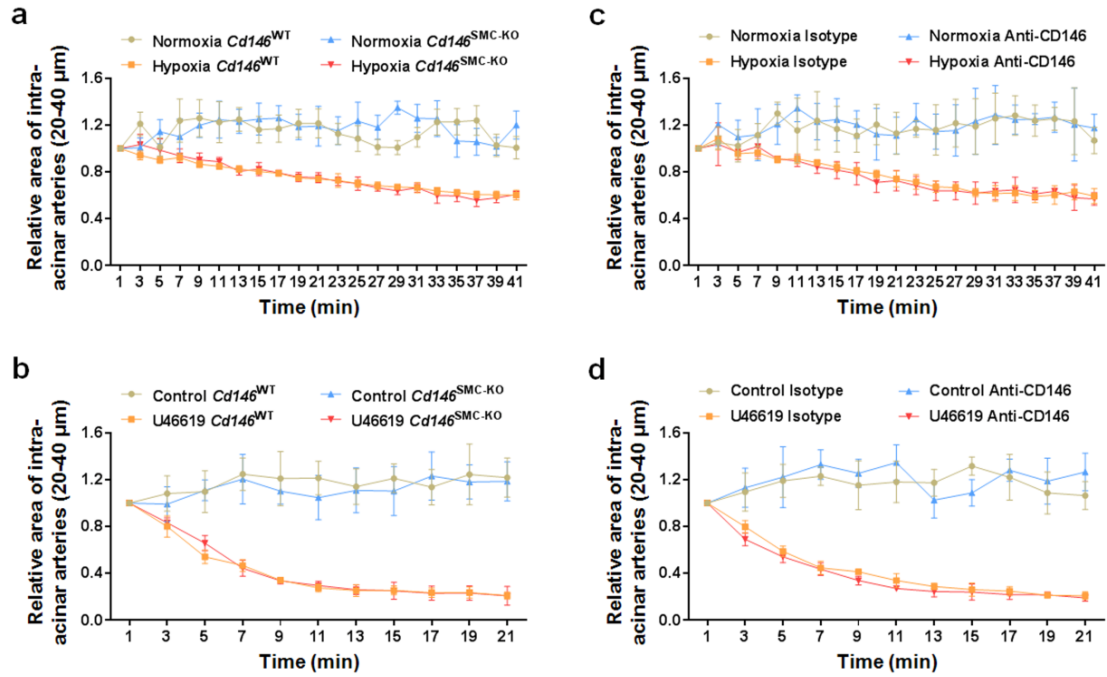 a
Normoxia Cd146WT
Normoxia Cd146SMC-KO
Hypoxia Cd146WT
Hypoxia Cd146SMC-KO
Relative area of intra-
acinar arteries (20-40 µm)
1.6
1.2
0.8
0.4
0.0
1 3 5 7 9 11 13 15 17 19 21 23 25 27 29 31 33 35 37 39 41
Time (min)
c
Normoxia Isotype
Normoxia Anti-CD146
Hypoxia Isotype
Hypoxia Anti-CD146
Relative area of intra-
acinar arteries (20-40 µm)
1.6
1.2
0.8
0.4
0.0
1 3 5 7 9 11 13 15 17 19 21 23 25 27 29 31 33 35 37 39 41
Time (min)
b
Control Cd146WT
Control Cd146SMC-KO
U46619 Cd146WT
U46619 Cd146SMC-KO
Relative area of intra-
acinar arteries (20-40 µm)
1.6
1.2
0.8
0.4
0.0
1 3 5 7 9 11 13 15 17 19 21
Time (min)
d
Control Isotype
Control Anti-CD146
U46619 Isotype
U46619 Anti-CD146
Relative area of intra-
acinar arteries (20-40 µm)
1.6
1.2
0.8
0.4
0.0
1 3 5 7 9 11 13 15 17 19 21
Time (min)